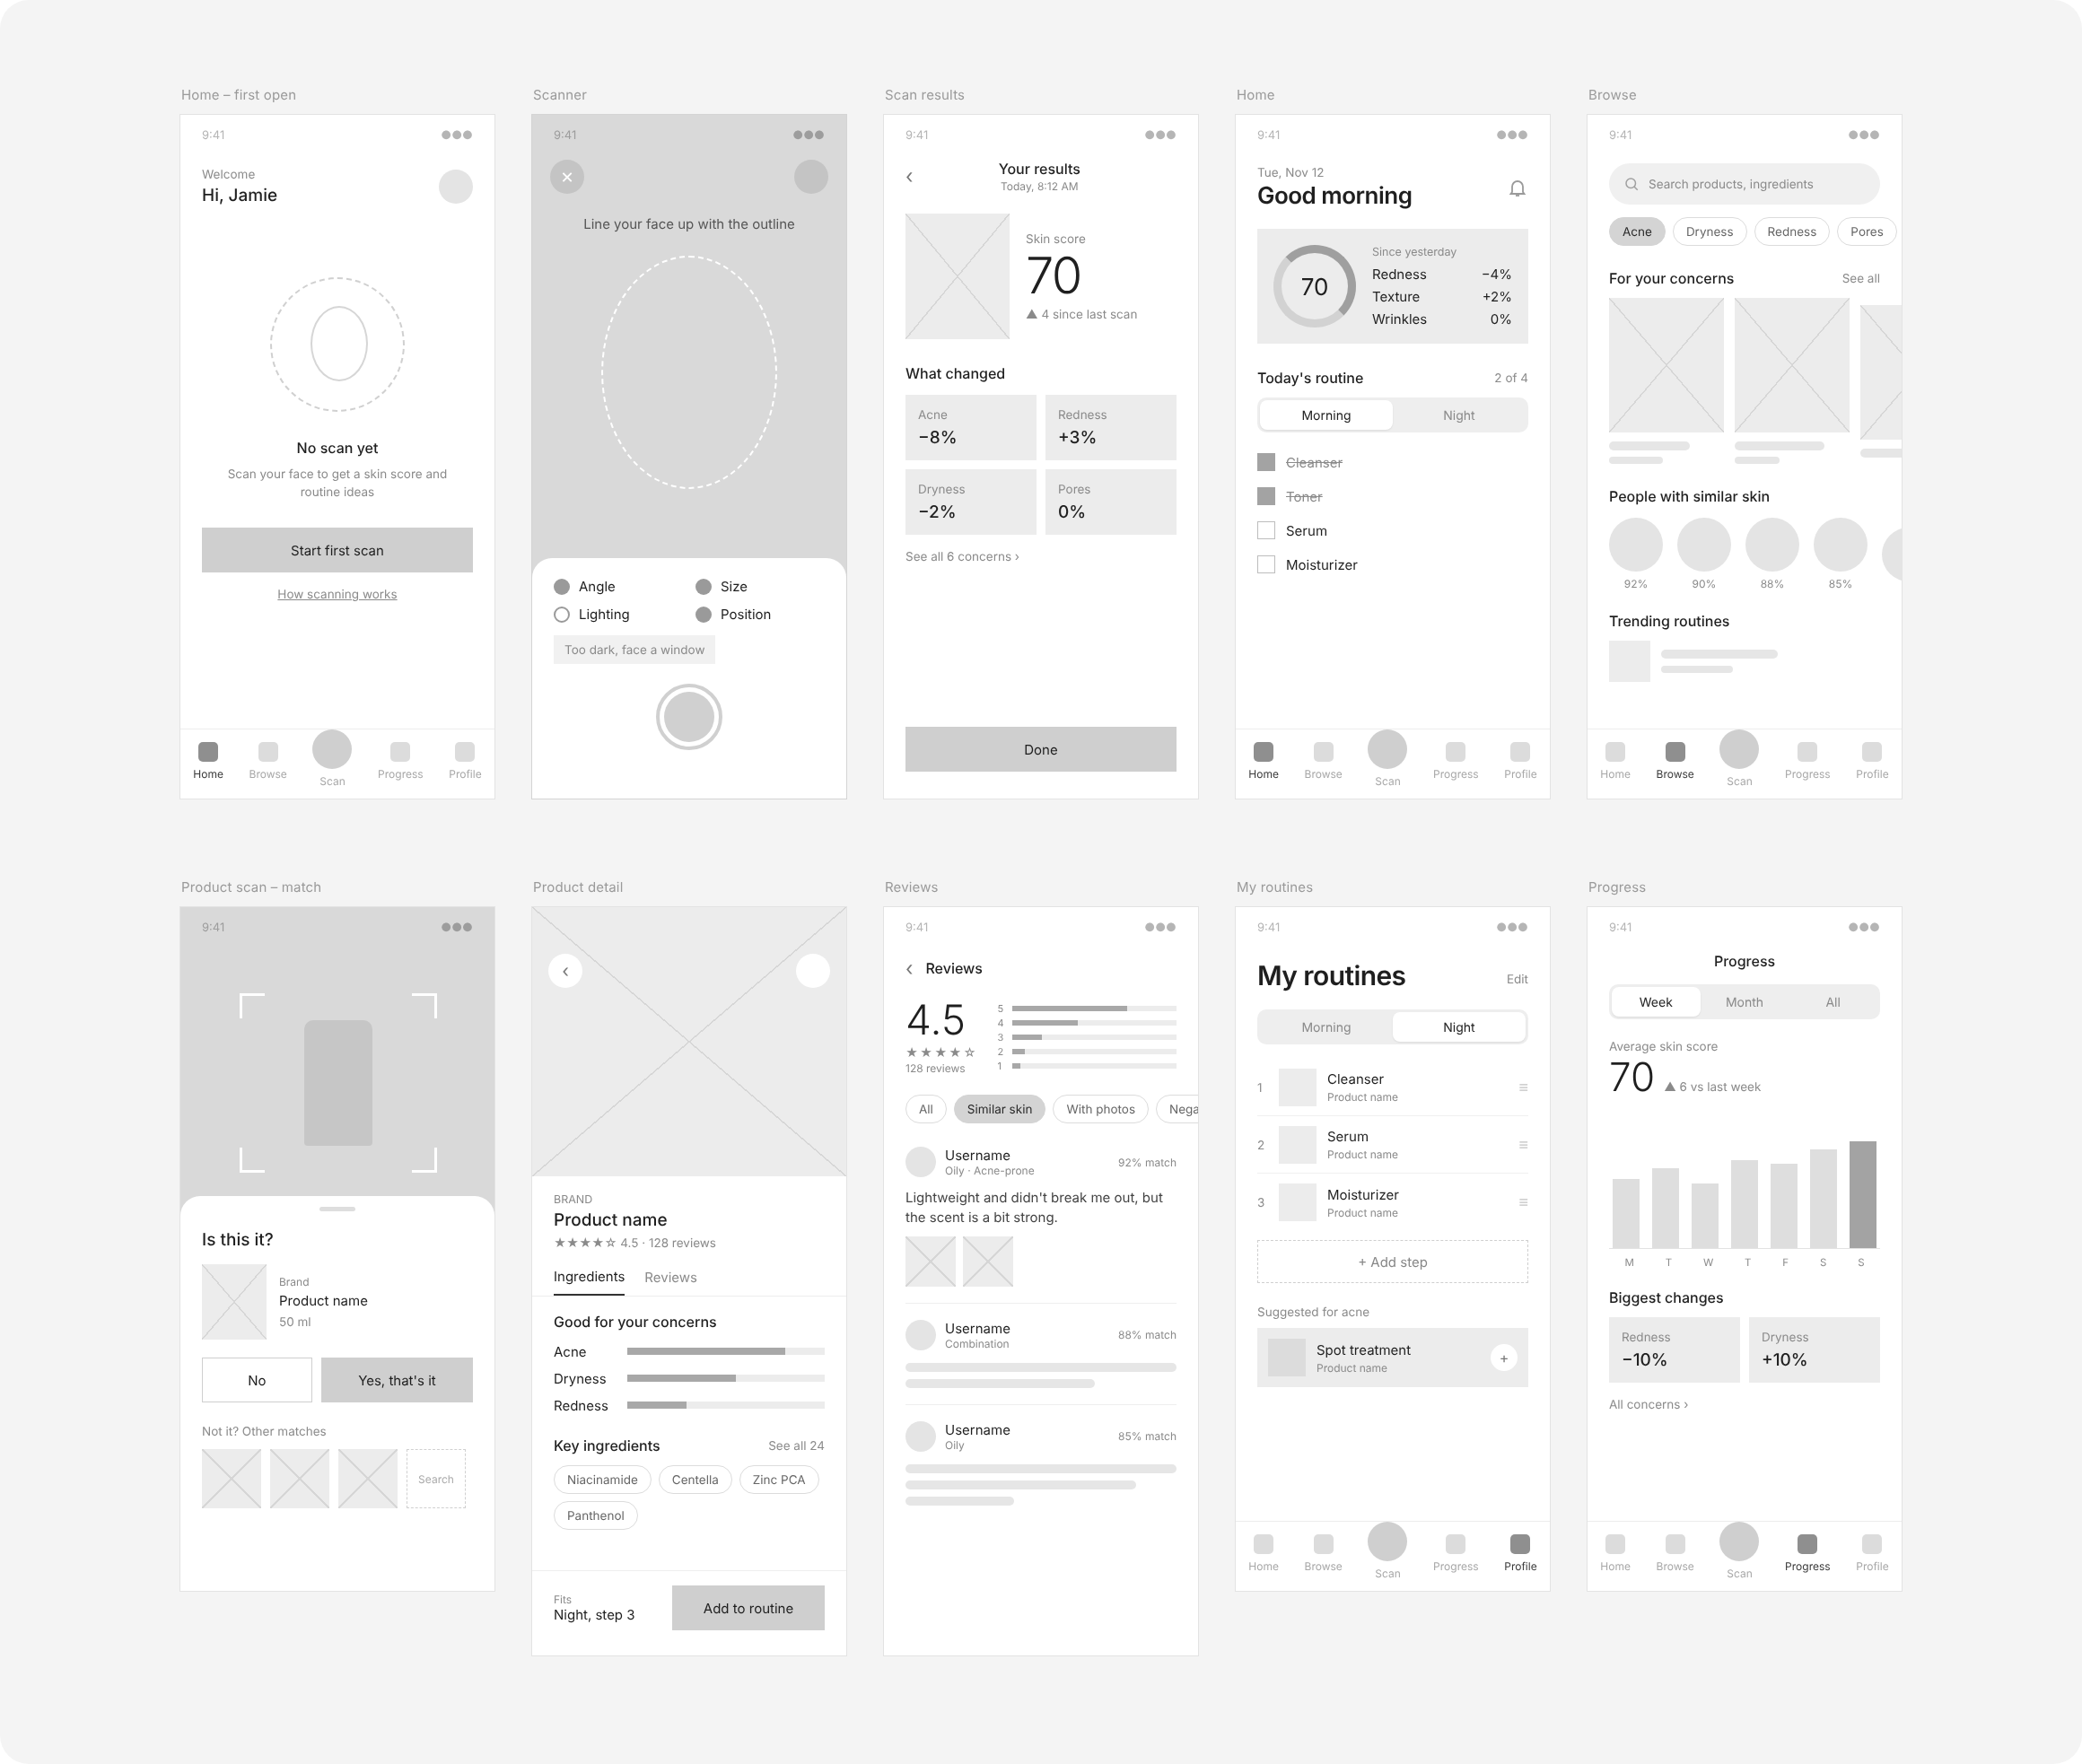 Home – first open
9:41
Welcome
Hi, Jamie
No scan yet
Scan your face to get a skin score and
routine ideas
Start first scan
How scanning works
Home
Browse
Scan
Progress
Profile
Scanner
9:41
Line your face up with the outline
Angle
Size
Lighting
Position
Too dark, face a window
Scan results
9:41
Your results
Today, 8:12 AM
Skin score
70
▲ 4 since last scan
What changed
Acne
−8%
Redness
+3%
Dryness
−2%
Pores
0%
See all 6 concerns ›
Done
Home
9:41
Tue, Nov 12
Good morning
70
Since yesterday
Redness −4%
Texture +2%
Wrinkles 0%
Today's routine
2 of 4
Morning
Night
Cleanser
Toner
Serum
Moisturizer
Home
Browse
Scan
Progress
Profile
Browse
9:41
Search products, ingredients
Acne
Dryness
Redness
Pores
For your concerns
See all
People with similar skin
92%
90%
88%
85%
Trending routines
Home
Browse
Scan
Progress
Profile
Product scan – match
9:41
Is this it?
Brand
Product name
50 ml
No
Yes, that's it
Not it? Other matches
Search
Product detail
BRAND
Product name
★★★★☆ 4.5 · 128 reviews
Ingredients
Reviews
Good for your concerns
Acne
Dryness
Redness
Key ingredients
See all 24
Niacinamide
Centella
Zinc PCA
Panthenol
Fits
Night, step 3
Add to routine
Reviews
9:41
Reviews
4.5
★★★★☆
128 reviews
5
4
3
2
1
All
Similar skin
With photos
Nega
Username
Oily · Acne-prone
92% match
Lightweight and didn't break me out, but
the scent is a bit strong.
Username
Combination
88% match
Username
Oily
85% match
My routines
9:41
My routines
Edit
Morning
Night
1
Cleanser
Product name
2
Serum
Product name
3
Moisturizer
Product name
+ Add step
Suggested for acne
Spot treatment
Product name
+
Home
Browse
Scan
Progress
Profile
Progress
9:41
Progress
Week
Month
All
Average skin score
70
▲ 6 vs last week
M
T
W
T
F
S
S
Biggest changes
Redness
−10%
Dryness
+10%
All concerns ›
Home
Browse
Scan
Progress
Profile